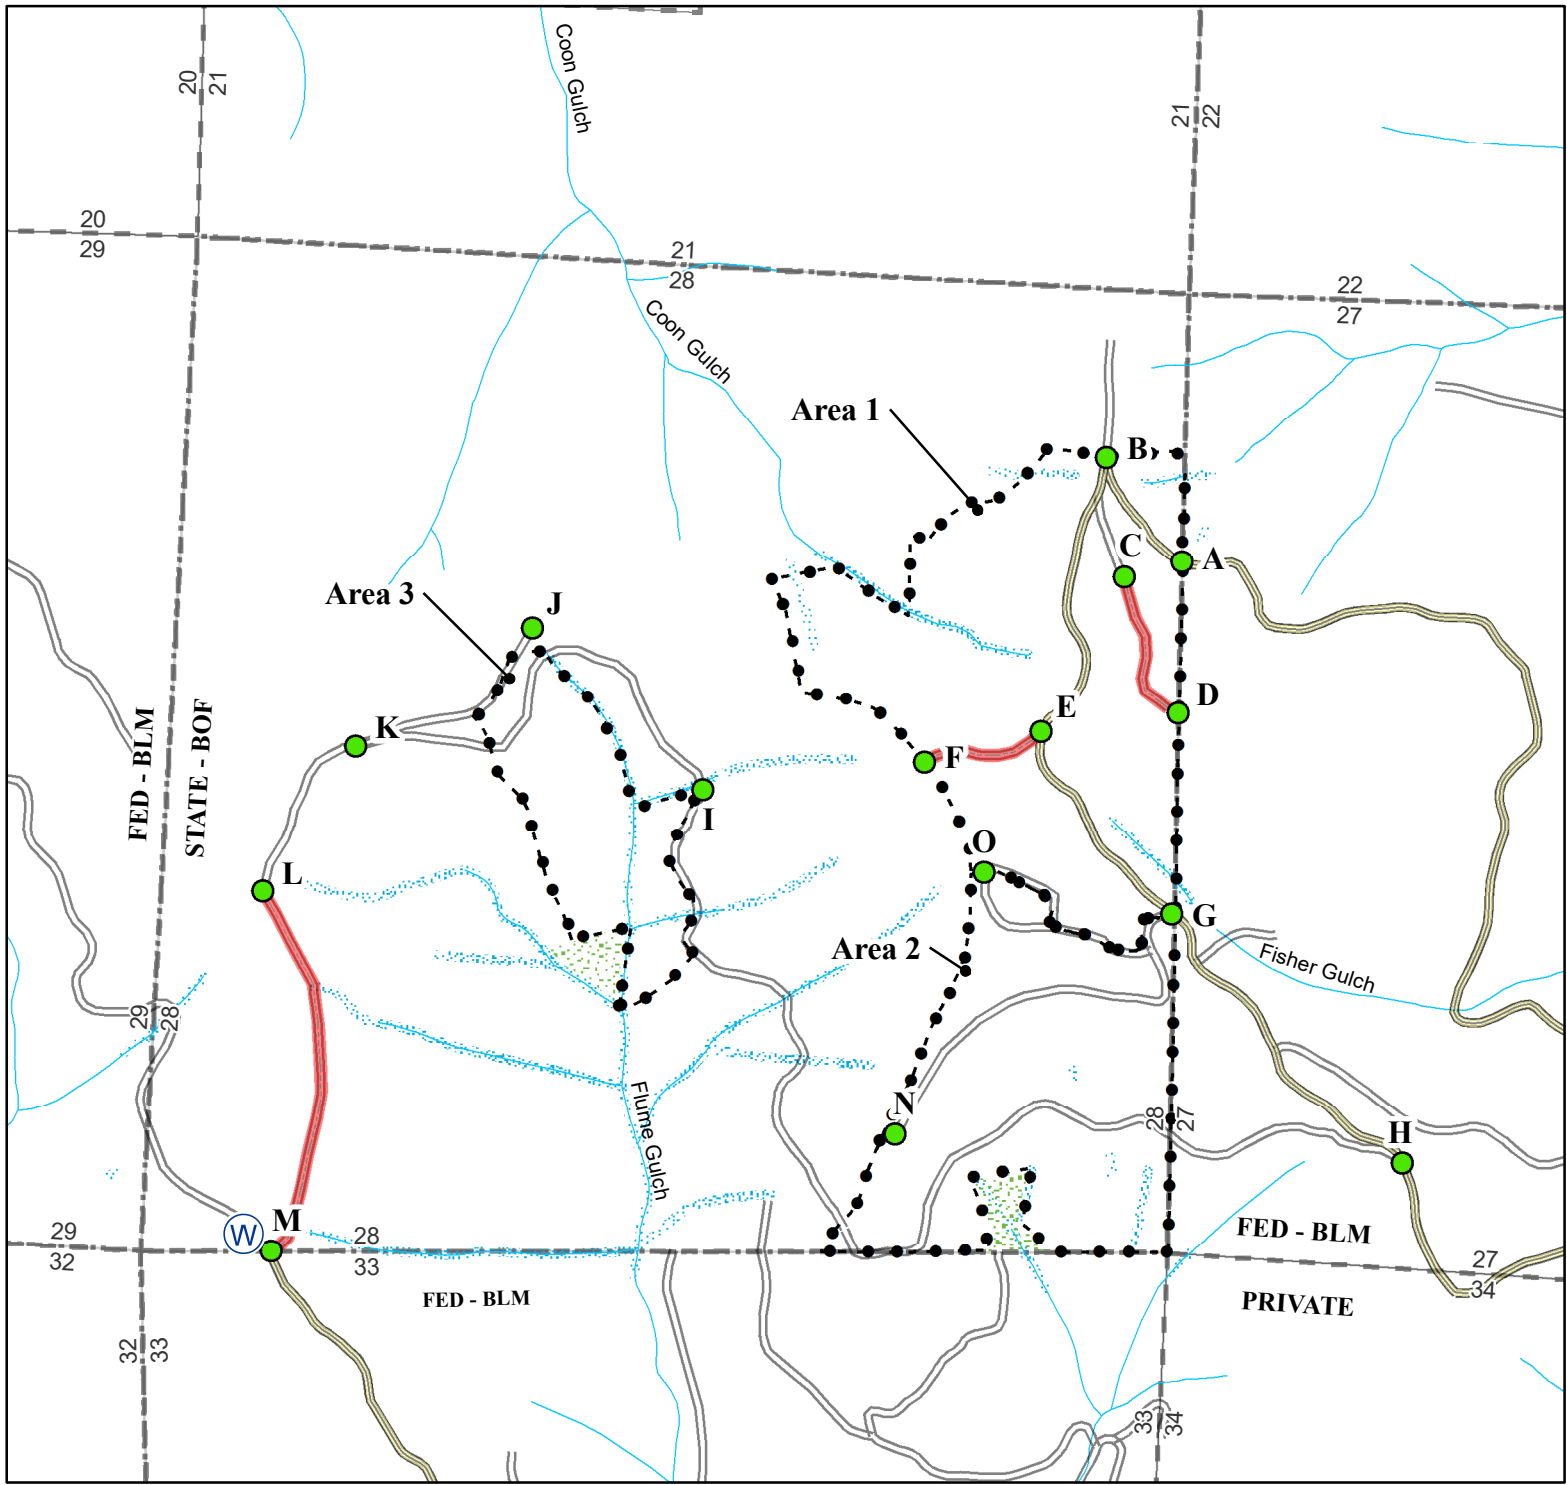 Coon Gulch
20
21
21
22
20
29
21
28
22
27
Coon Gulch
Area 1
B
C
A
Area 3
J
D
E
K
F
FED - BLM
STATE - BOF
I
O
L
G
Area 2
Fisher Gulch
29
28
N
Flume Gulch
28
27
H
M
W
29
32
28
33
FED - BLM
27
34
FED - BLM
PRIVATE
32
33
33
34